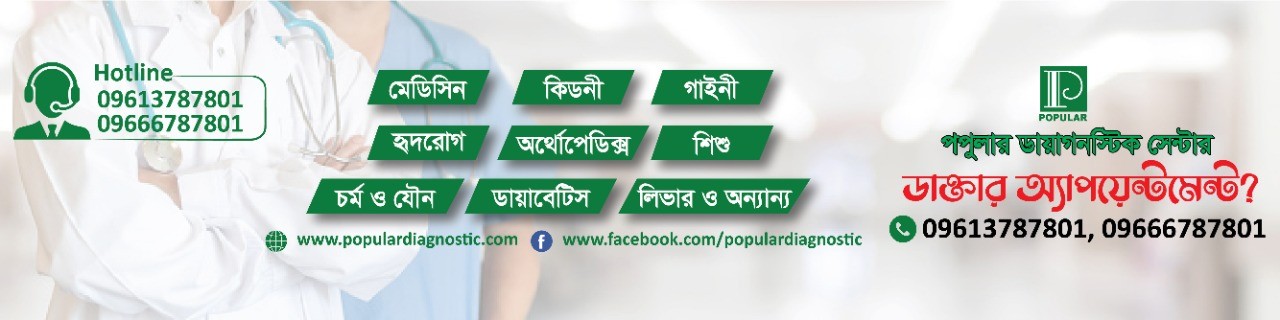 Hotline
09613787801
09666787801
মেডিসিন
কিডনী
গাইনী
হৃদরোগ
অর্থোপেডিক্স
শিশু
চর্ম ও যৌন
ডায়াবেটিস
লিভার ও অন্যান্য
www.populardiagnostic.com
www.facebook.com/populardiagnostic
P
POPULAR
পপুলার ডায়াগনস্টিক সেন্টার
ডাক্তার অ্যাপয়েন্টমেন্ট?
09613787801, 09666787801